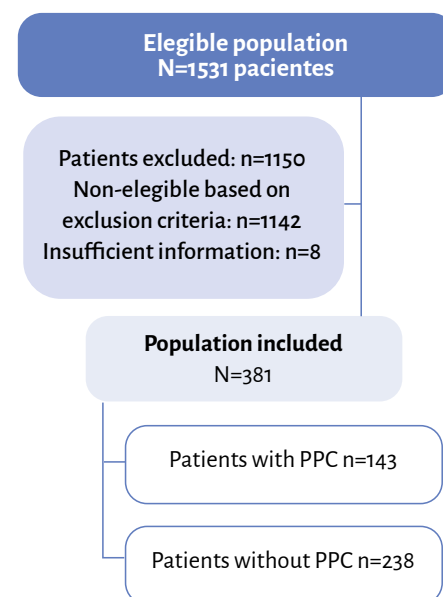 Elegible population
N=1531 pacientes
Patients excluded: n=1150
Non-elegible based on
exclusion criteria: n=1142
Insufficient information: n=8
Population included
N=381
Patients with PPC n=143
Patients without PPC n=238